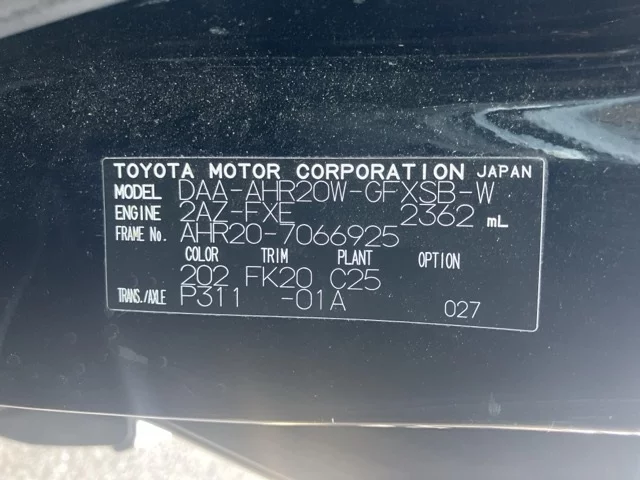 TOYOTA MOTOR CORPORATION JAPAN
MODEL DAA-AHR20W-GFXSB-W
ENGINE 2AZ-FXE 2362 mL
FRAME No. AHR20-7066925
COLOR TRIM PLANT OPTION
202 FK20 C25
TRANS./AXLE P311 -01A 027